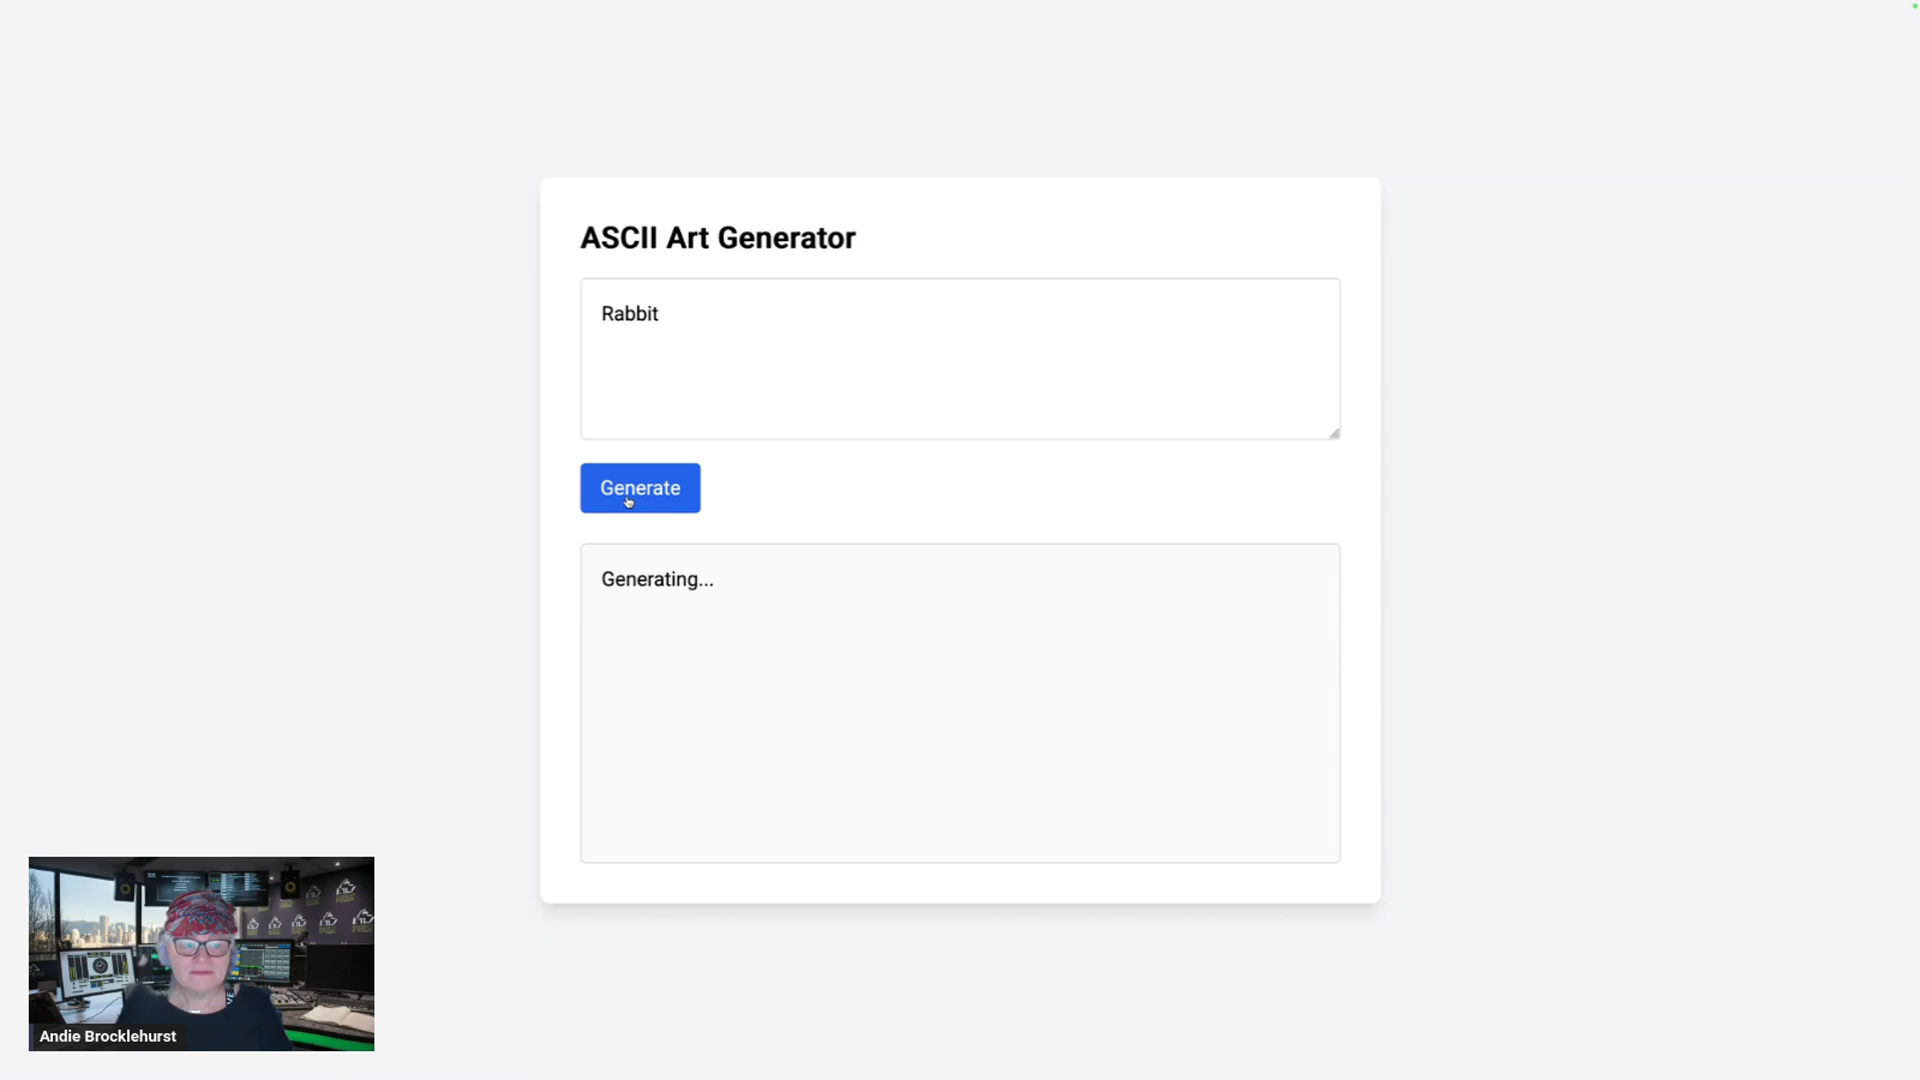 ASCII Art Generator
Rabbit
Generate
Generating...
Andie Brocklehurst